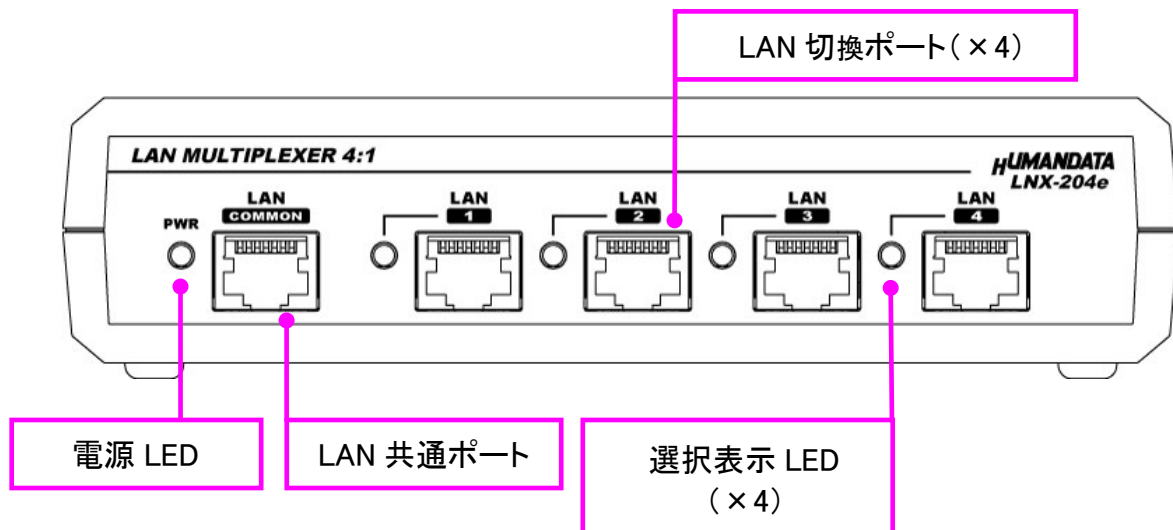 LAN 切換ポート(×4)
LAN MULTIPLEXER 4:1
HUMANDATA
LNX-204e
PWR
LAN
COMMON
LAN
1
LAN
2
LAN
3
LAN
4
電源 LED
LAN 共通ポート
選択表示 LED
(×4)